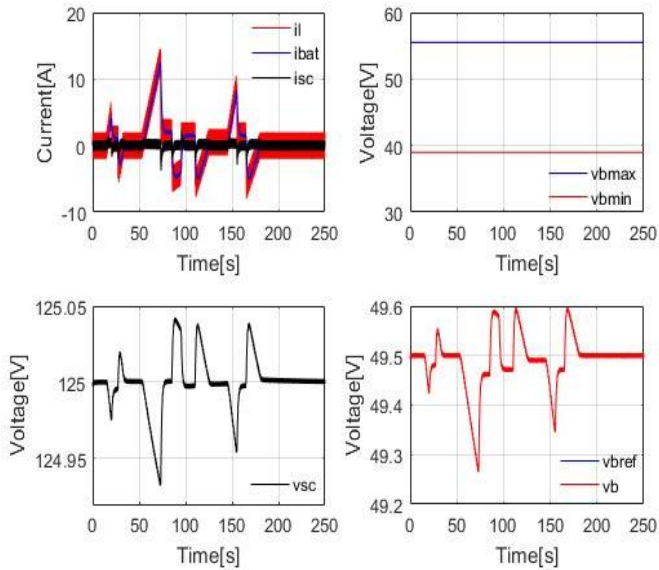 20
10
0
-10
Current[A]
il
ibat
isc
0 50 100 150 200 250
Time[s]
60
50
40
30
Voltage[V]
vbmax
vbmin
0 50 100 150 200 250
Time[s]
125.05
125
124.95
Voltage[V]
vsc
0 50 100 150 200 250
Time[s]
49.6
49.5
49.4
49.3
49.2
Voltage[V]
vbref
vb
0 50 100 150 200 250
Time[s]